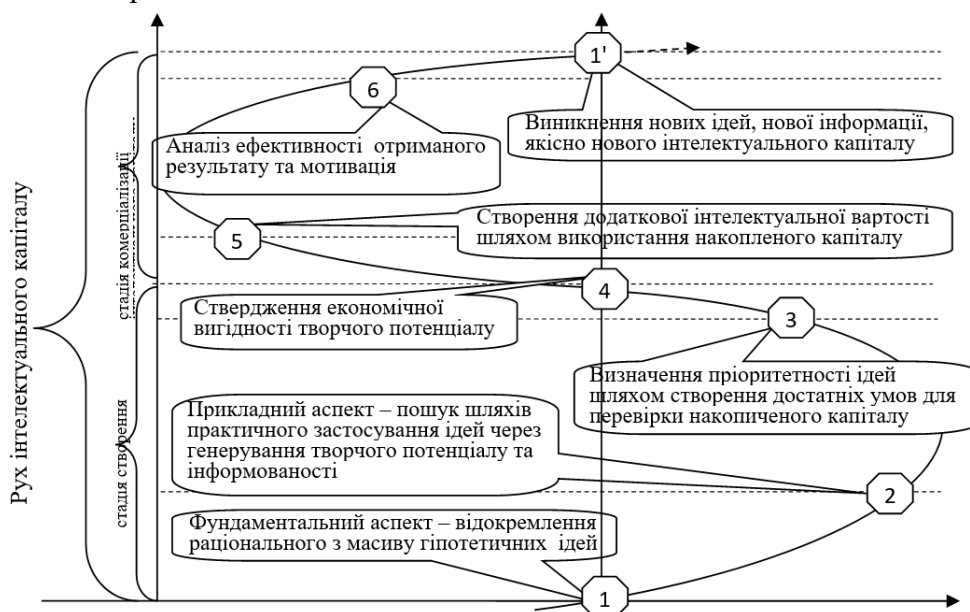 1'
6
Виникнення нових ідей, нової інформації,
якісно нового інтелектуального капіталу
Аналіз ефективності отриманого
результату та мотивація
Створення додаткової інтелектуальної вартості
шляхом використання накопленого капіталу
5
4
Ствердження економічної
вигідності творчого потенціалу
3
Визначення пріоритетності ідей
шляхом створення достатніх умов для
перевірки накопиченого капіталу
Прикладний аспект – пошук шляхів
практичного застосування ідей через
генерування творчого потенціалу та
інформованості
2
Фундаментальний аспект – відокремлення
раціонального з масиву гіпотетичних ідей
1
Рух інтелектуального капіталу
стадія комерціалізації
стадія створення